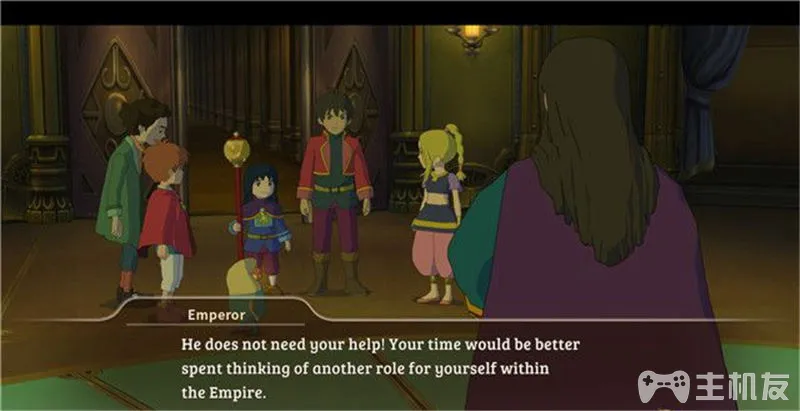 Emperor
He does not need your help! Your time would be better
spent thinking of another role for yourself within
the Empire.
主机友